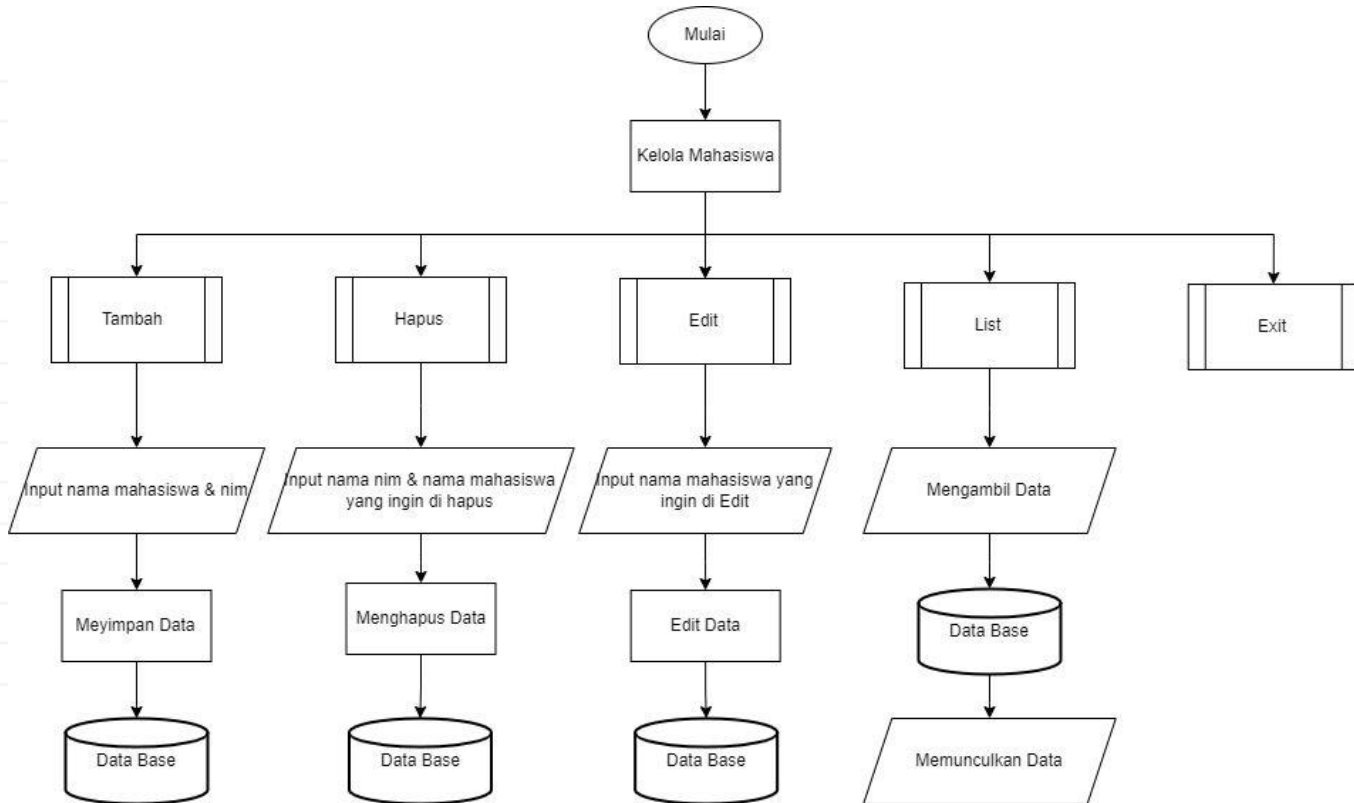 Mulai
Kelola Mahasiswa
Tambah
Hapus
Edit
List
Exit
Input nama mahasiswa & nim
Input nama nim & nama mahasiswa
yang ingin di hapus
Input nama mahasiswa yang
ingin di Edit
Mengambil Data
Meyimpan Data
Menghapus Data
Edit Data
Data Base
Data Base
Data Base
Data Base
Memunculkan Data